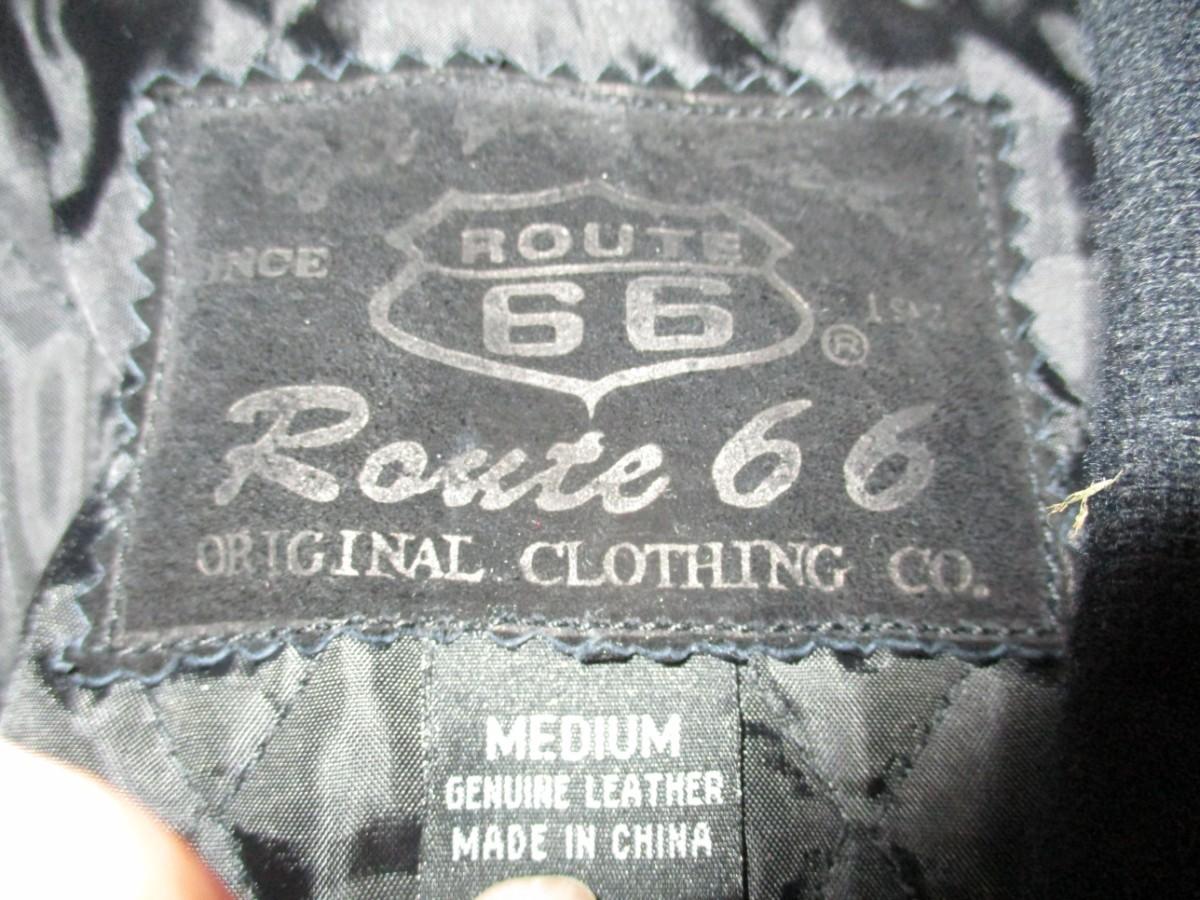 ROUTE
66
®
Route 66
ORIGINAL CLOTHING CO.
MEDIUM
GENUINE LEATHER
MADE IN CHINA